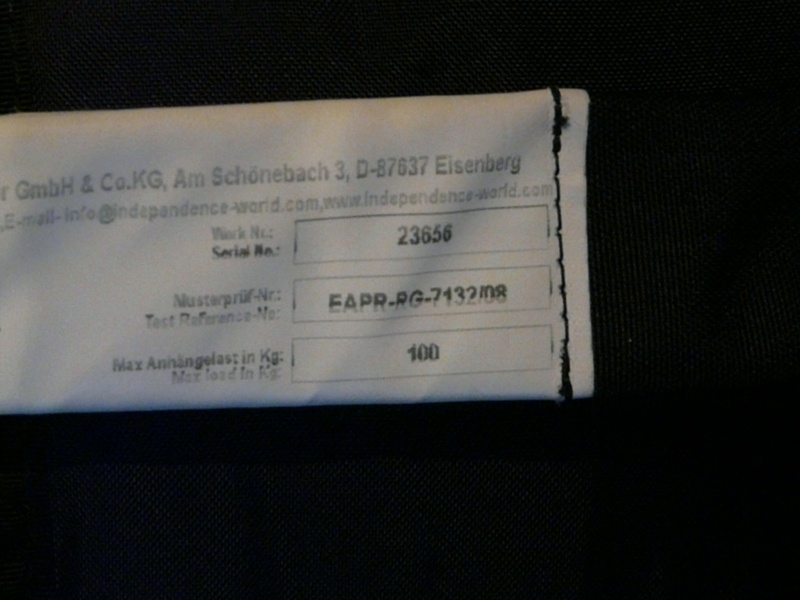 r GmbH & Co.KG, Am Schönebach 3, D-87637 Eisenberg
,E-mail- info@independence-world.com,www.independence-world.com
Werk Nr.:
Serial No.: 23656
Musterprüf-Nr.: EAPR-RG-7132/08
Test Reference-No:
Max Anhängelast in Kg: 100
Max load in Kg: